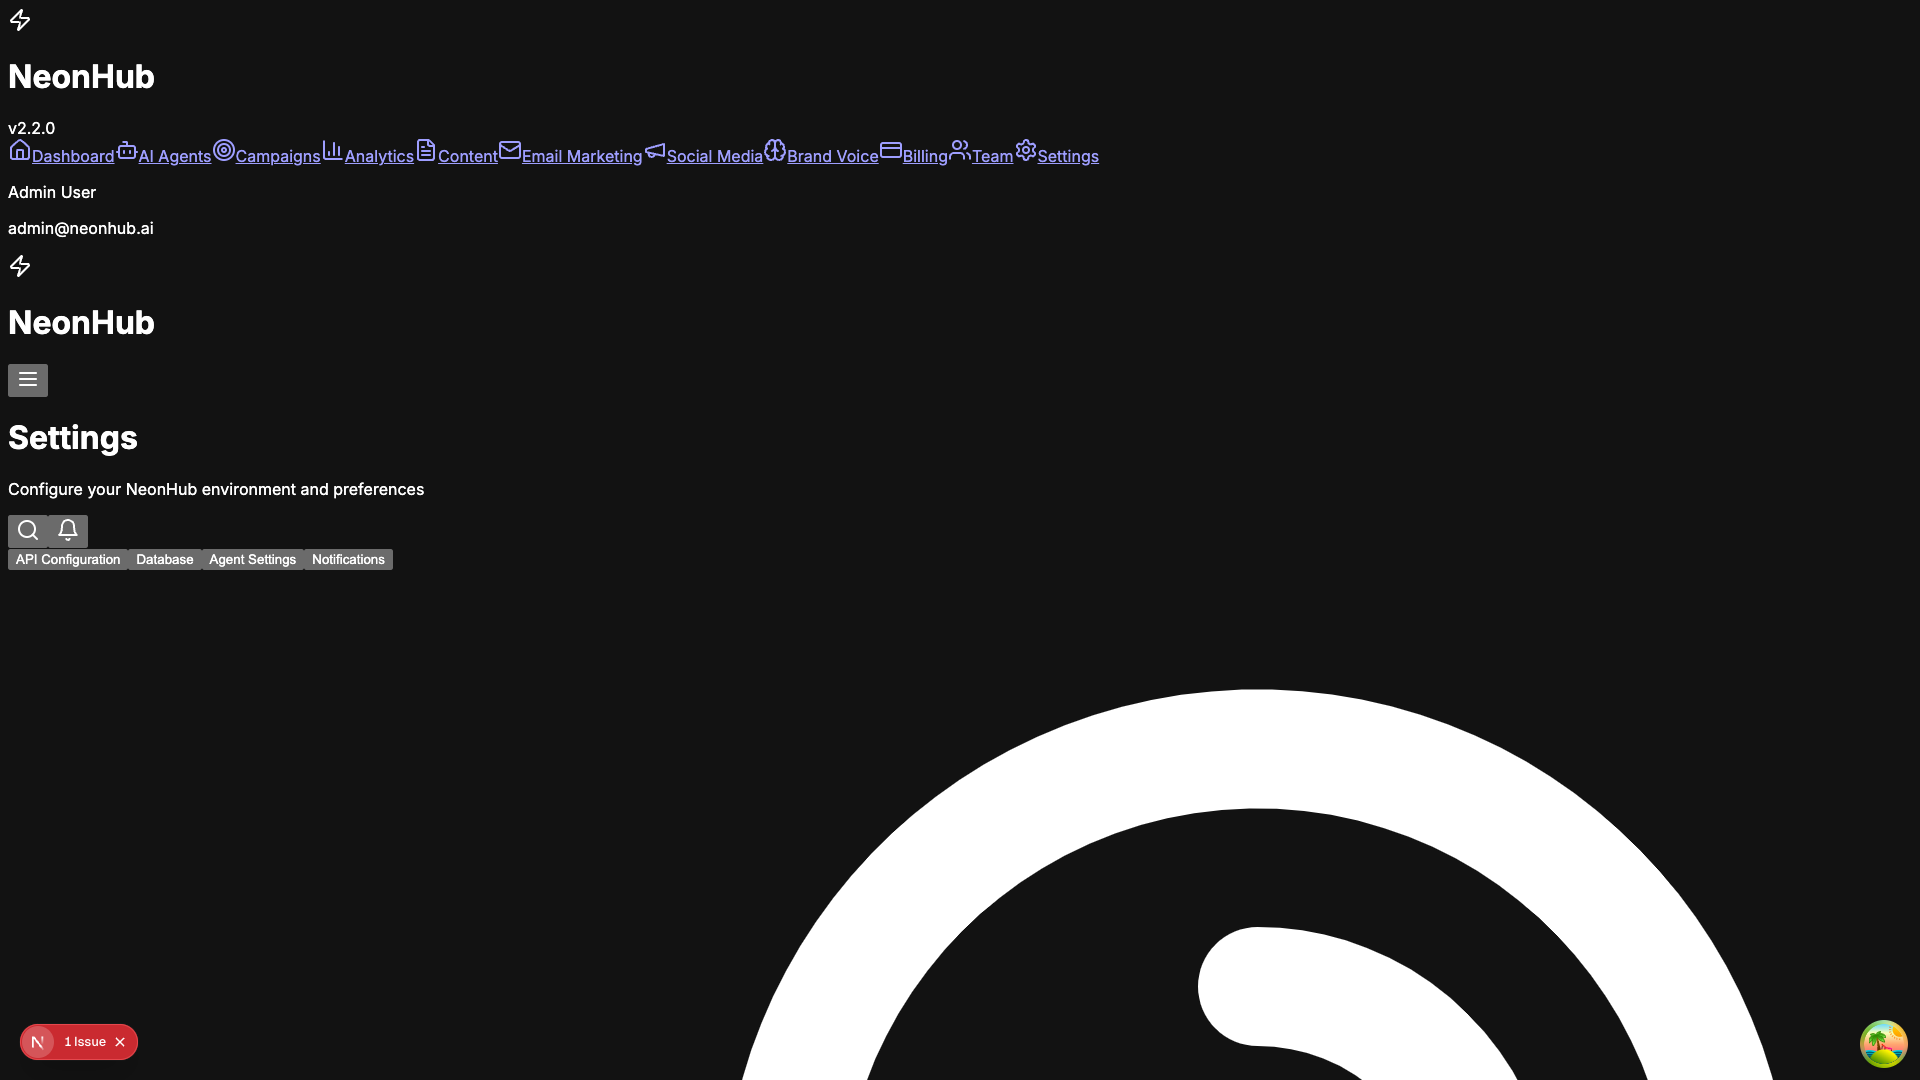 NeonHub
v2.2.0
Dashboard AI Agents Campaigns Analytics Content Email Marketing Social Media Brand Voice Billing Team Settings
Admin User
admin@neonhub.ai
NeonHub
Settings
Configure your NeonHub environment and preferences
API Configuration Database Agent Settings Notifications
N 1 Issue